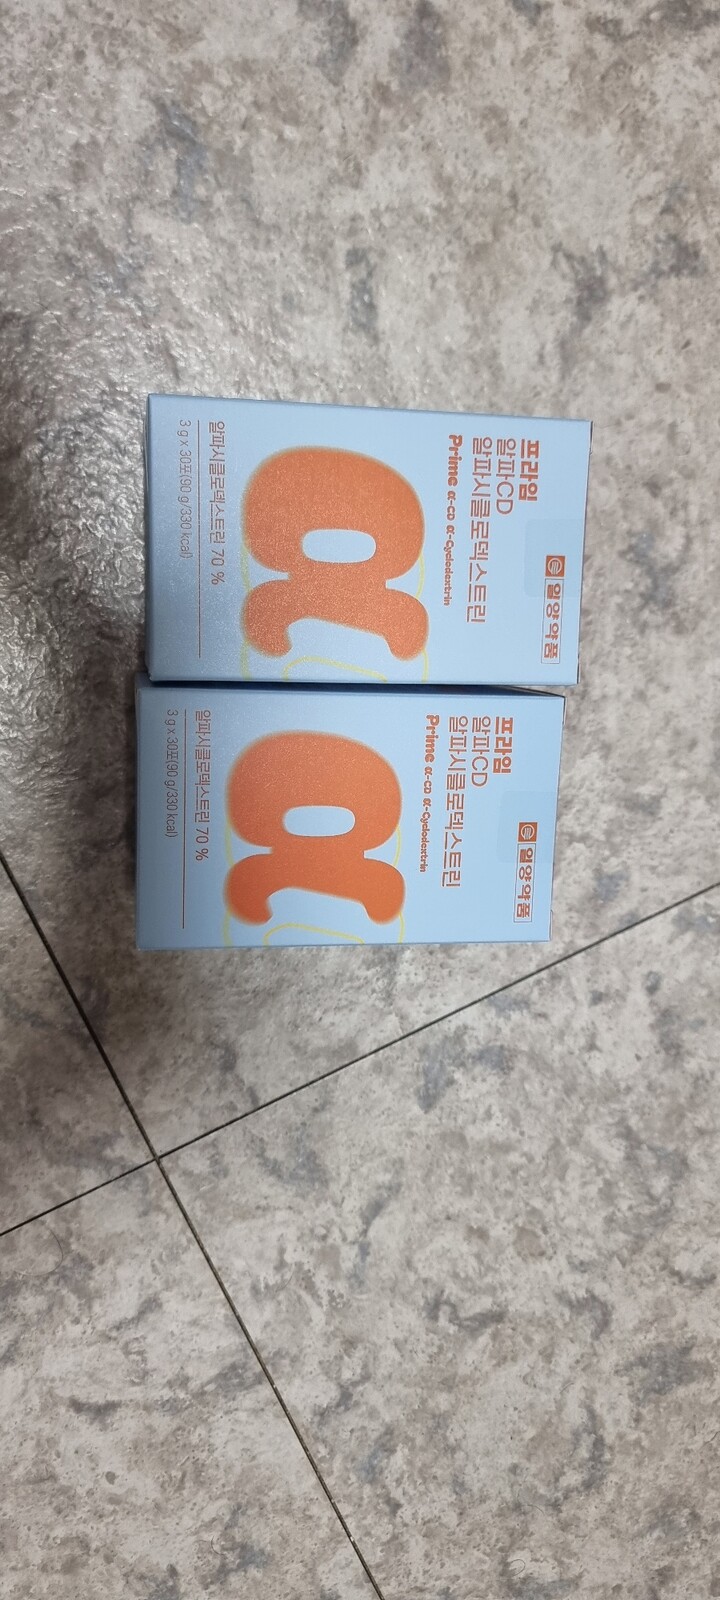 일양약품
프라임
알파CD
알파시클로덱스트린
Prime α-CD α-Cyclodextrin
α
알파시클로덱스트린 70 %
3 g x 30포(90 g/330 kcal)
일양약품
프라임
알파CD
알파시클로덱스트린
Prime α-CD α-Cyclodextrin
α
알파시클로덱스트린 70 %
3 g x 30포(90 g/330 kcal)